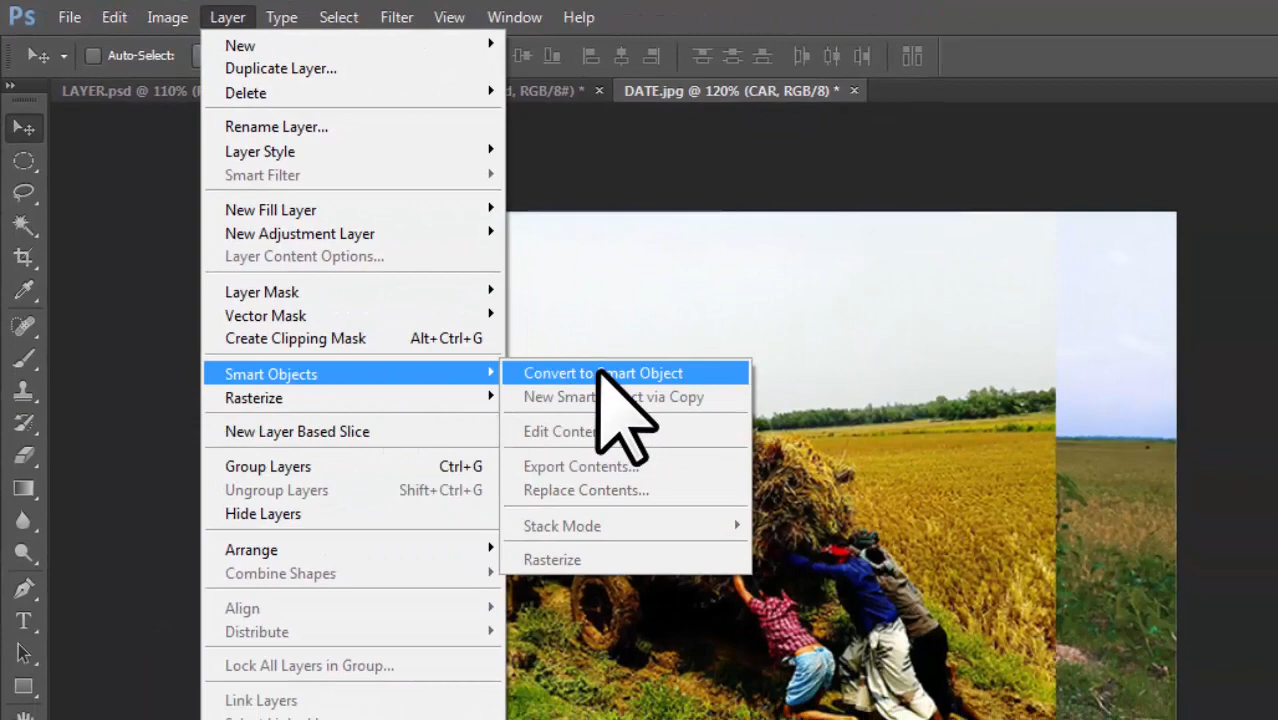 Ps File Edit Image Layer Type Select Filter View Window Help
Auto-Select:
LAYER.psd @ 110% RGB/8#) * × DATE.jpg @ 120% (CAR, RGB/8) * ×
New
Duplicate Layer...
Delete
Rename Layer...
Layer Style
Smart Filter
New Fill Layer
New Adjustment Layer
Layer Content Options...
Layer Mask
Vector Mask
Create Clipping Mask Alt+Ctrl+G
Smart Objects
Rasterize
New Layer Based Slice
Group Layers Ctrl+G
Ungroup Layers Shift+Ctrl+G
Hide Layers
Arrange
Combine Shapes
Align
Distribute
Lock All Layers in Group...
Link Layers
Convert to Smart Object
New Smart Object via Copy
Edit
Export Contents...
Replace Contents...
Stack Mode
Rasterize
T